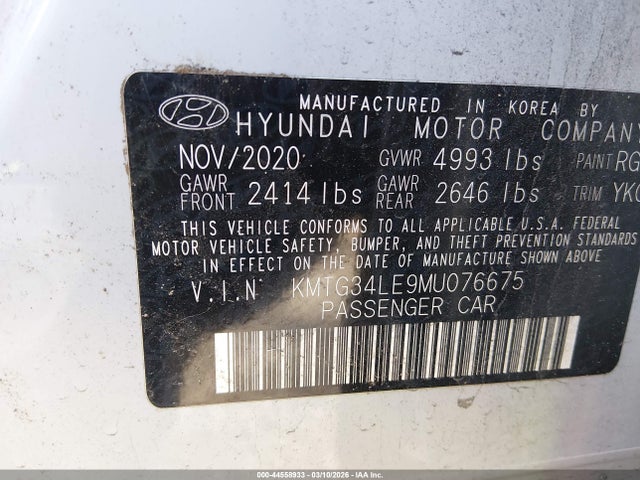 MANUFACTURED IN KOREA BY
HYUNDAI MOTOR COMPANY
NOV/2020 GVWR 4993 lbs PAINT RG
GAWR FRONT 2414 lbs GAWR REAR 2646 lbs TRIM YK
THIS VEHICLE CONFORMS TO ALL APPLICABLE U.S.A. FEDERAL
MOTOR VEHICLE SAFETY, BUMPER, AND THEFT PREVENTION STANDARDS
IN EFFECT ON THE DATE OF MANUFACTURE SHOWN ABOVE
V.I.N KMTG34LE9MU076675
PASSENGER CAR
000-44558933 - 03/10/2026 - IAA Inc.